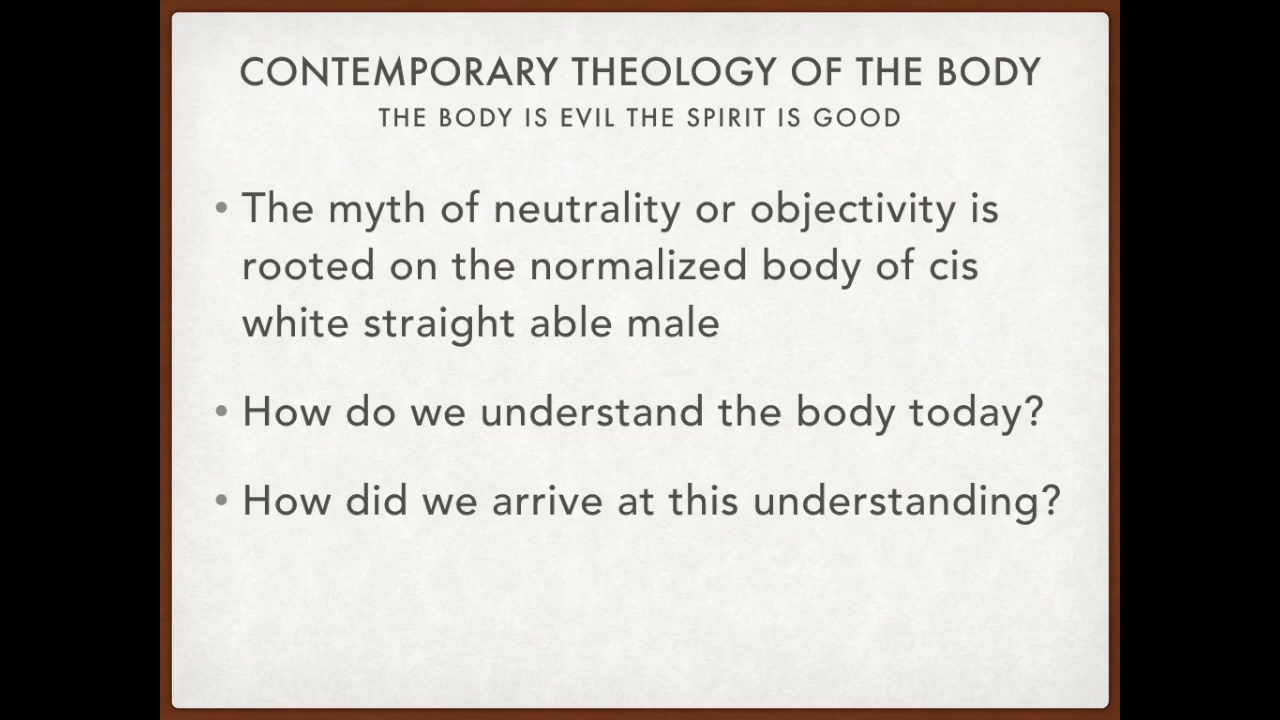 CONTEMPORARY THEOLOGY OF THE BODY
THE BODY IS EVIL THE SPIRIT IS GOOD
• The myth of neutrality or objectivity is
rooted on the normalized body of cis
white straight able male
• How do we understand the body today?
• How did we arrive at this understanding?